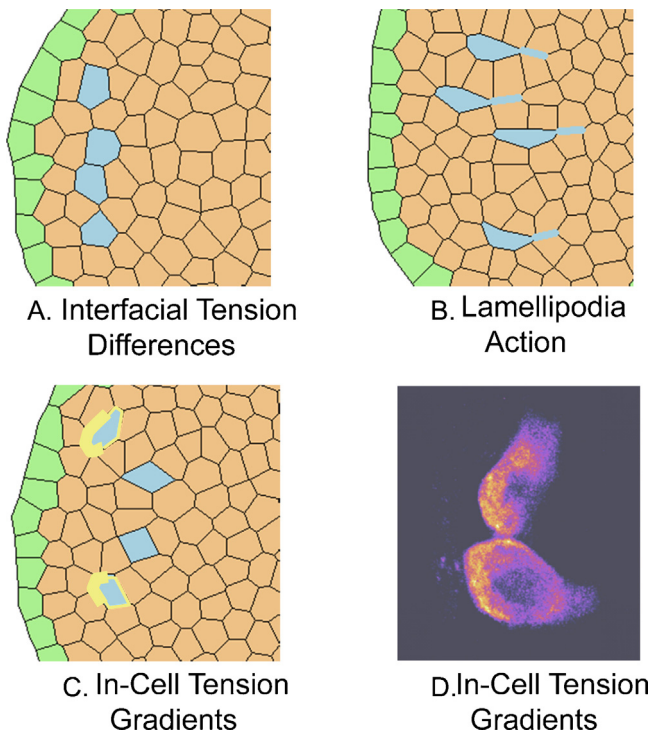 A. Interfacial Tension
Differences
B. Lamellipodia
Action
C. In-Cell Tension
Gradients
D. In-Cell Tension
Gradients